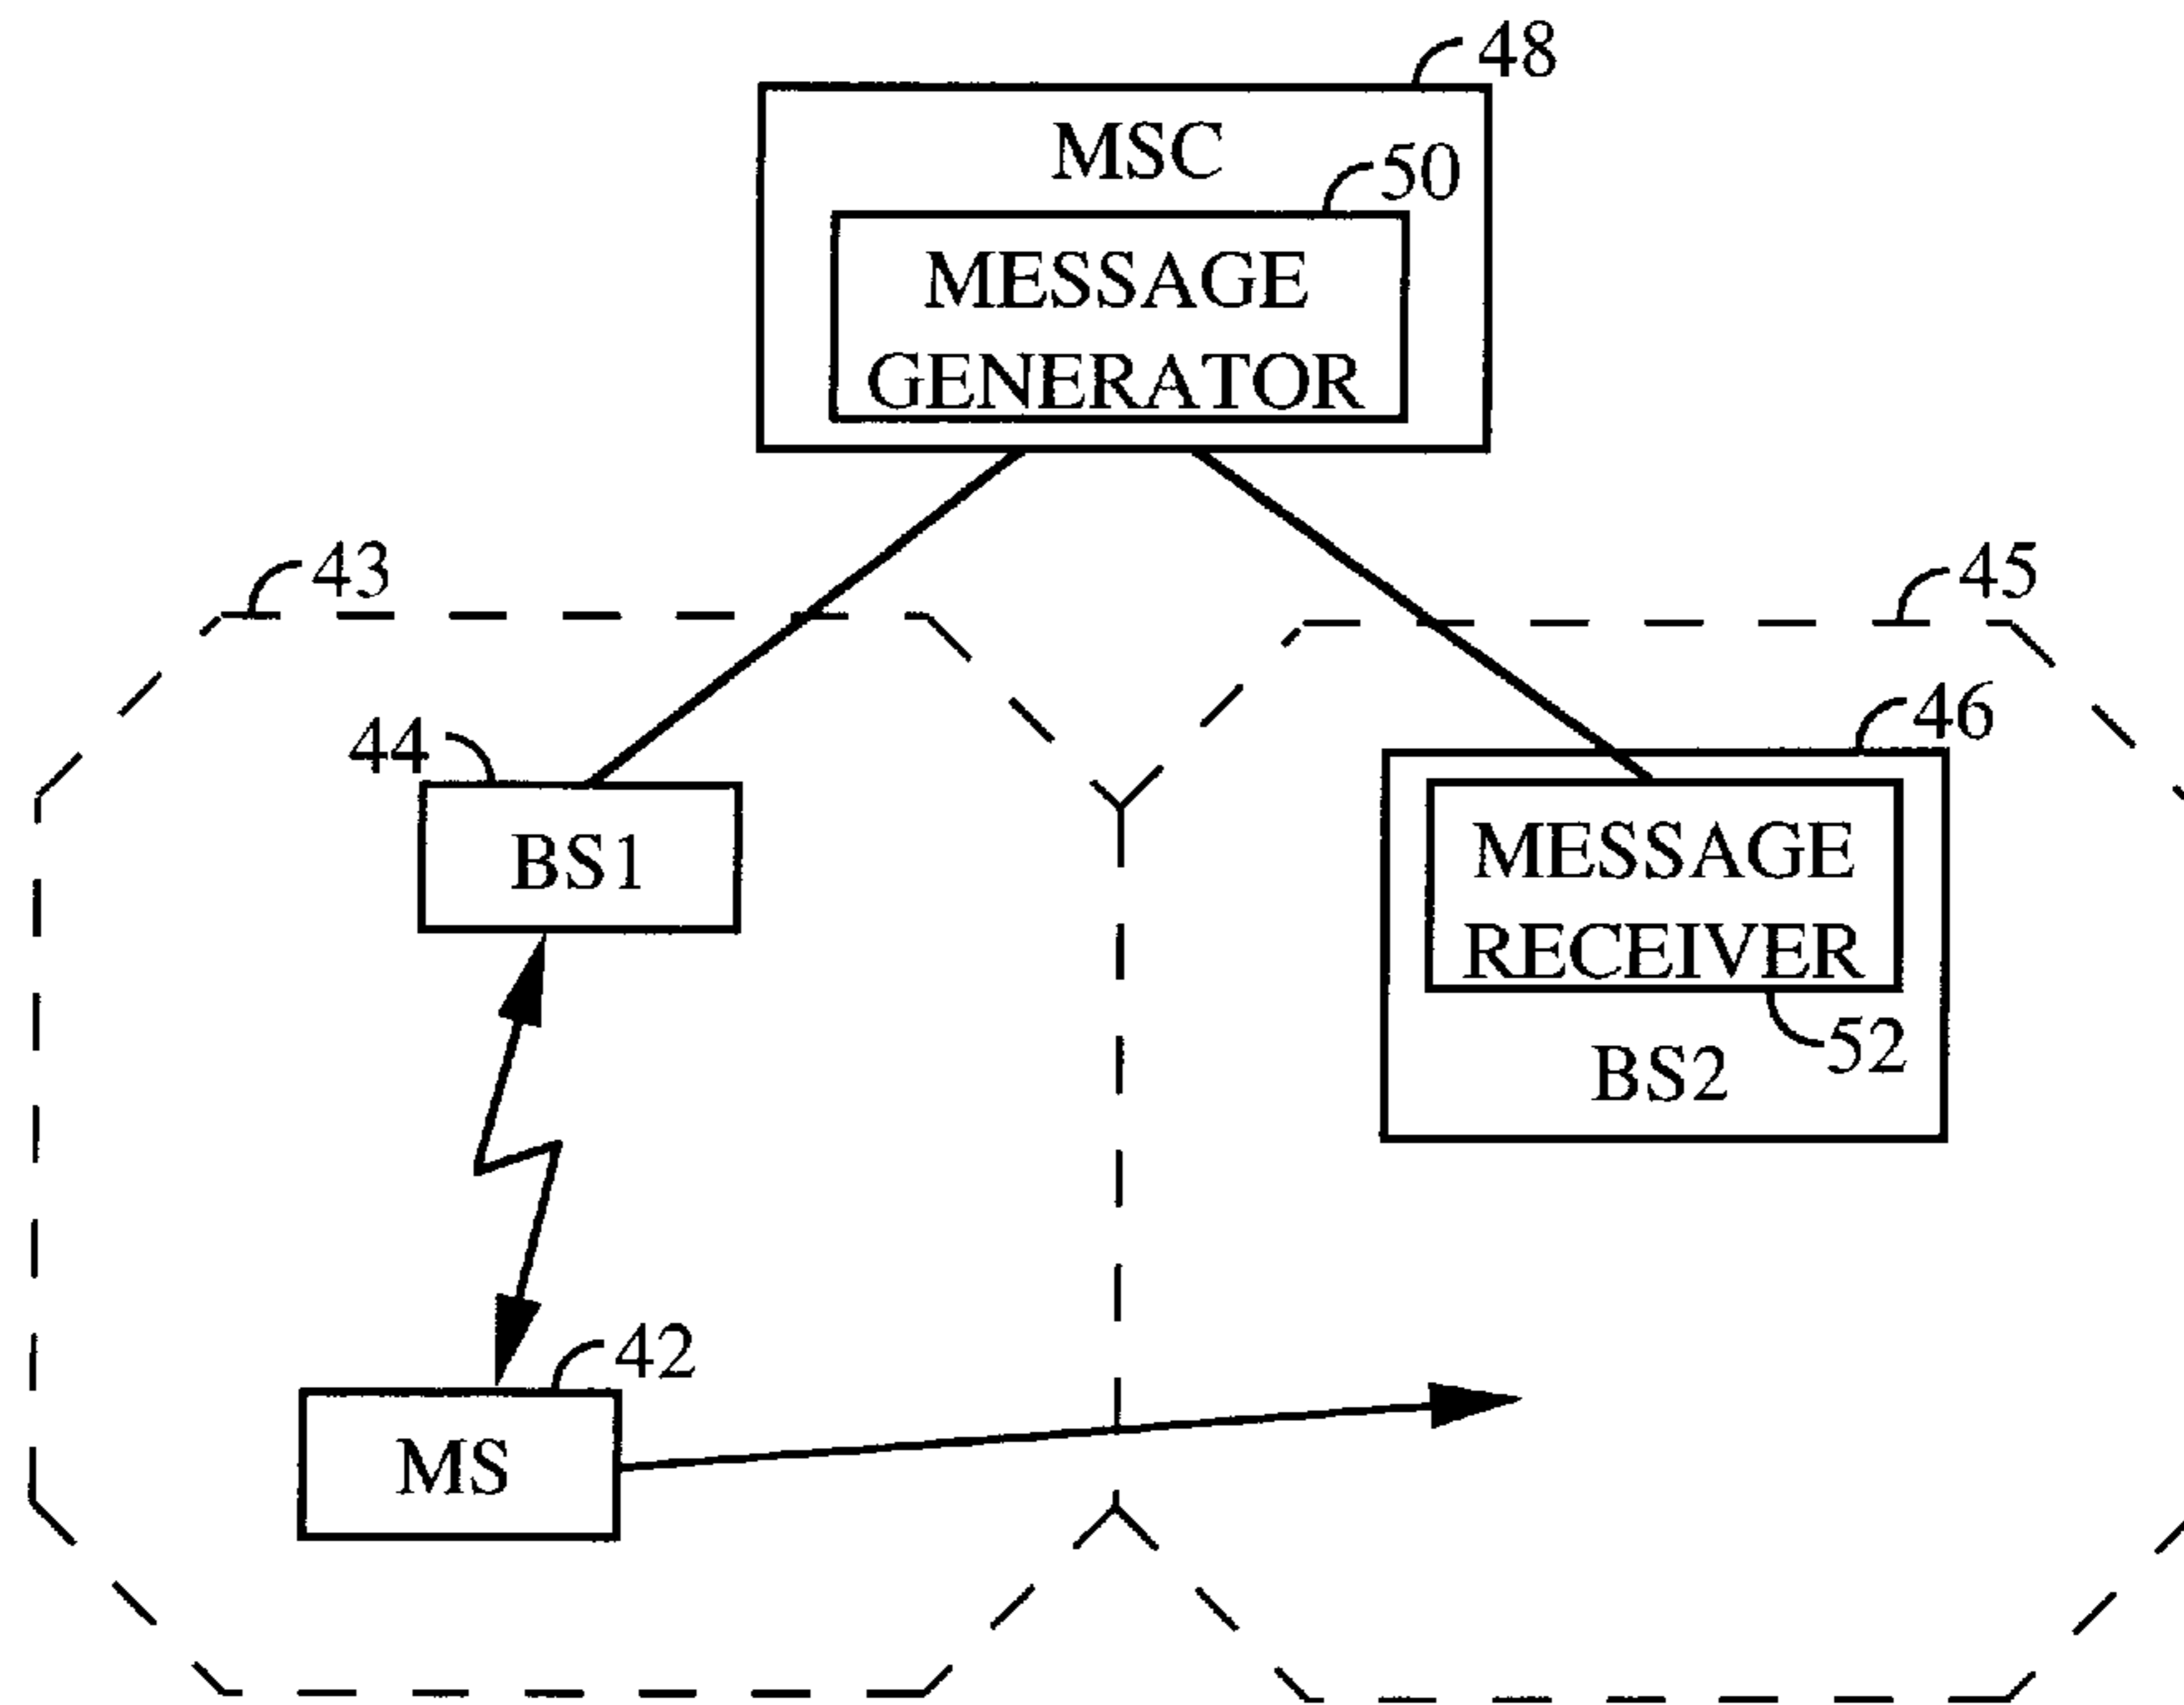 48
MSC
50
MESSAGE
GENERATOR
43
45
44
46
BS1
MESSAGE
RECEIVER
52
BS2
42
MS